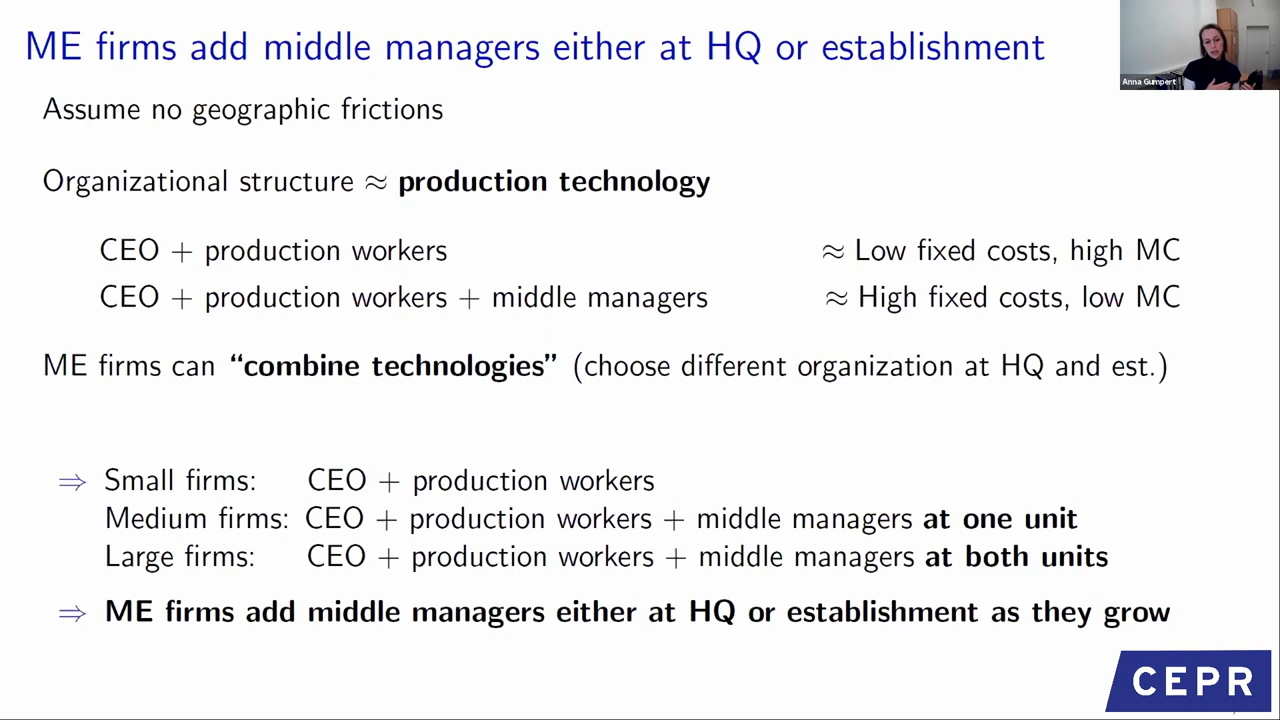 ME firms add middle managers either at HQ or establishment
Anna Gumpert
Assume no geographic frictions
Organizational structure ≈ production technology
CEO + production workers ≈ Low fixed costs, high MC
CEO + production workers + middle managers ≈ High fixed costs, low MC
ME firms can “combine technologies” (choose different organization at HQ and est.)
⇒ Small firms: CEO + production workers
Medium firms: CEO + production workers + middle managers at one unit
Large firms: CEO + production workers + middle managers at both units
⇒ ME firms add middle managers either at HQ or establishment as they grow
CEPR